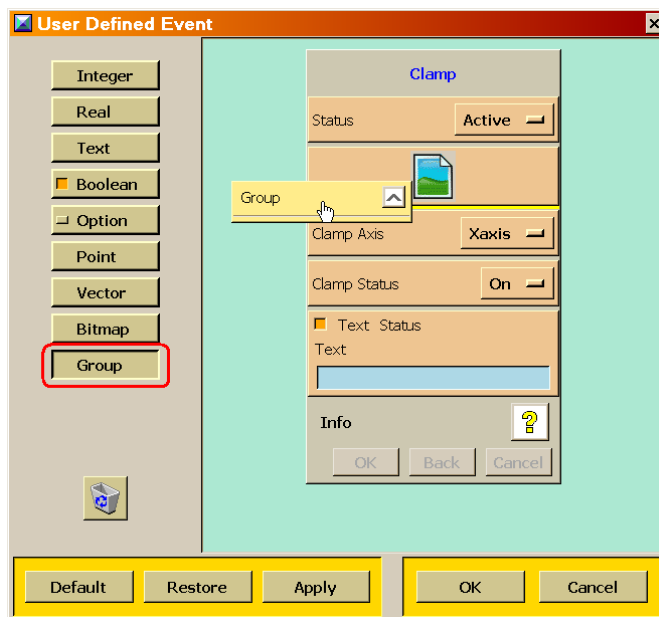 User Defined Event
Integer
Real
Text
Boolean
Option
Point
Vector
Bitmap
Group
Clamp
Status Active
Group
Clamp Axis Xaxis
Clamp Status On
Text Status
Text
Info ?
OK Back Cancel
Default Restore Apply OK Cancel